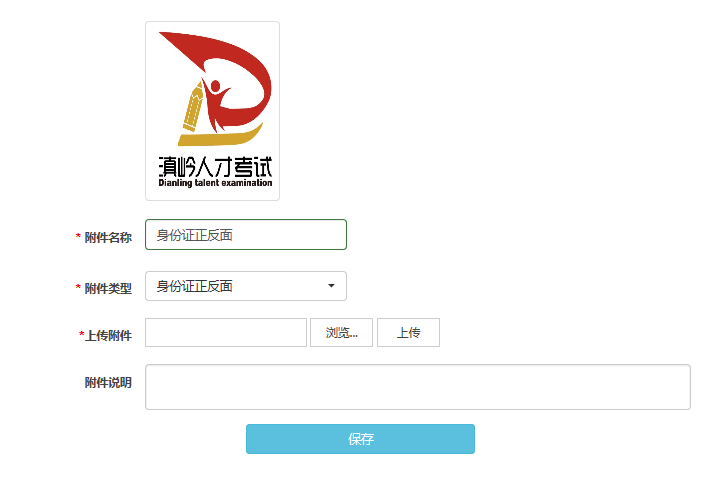 滇岭人才考试
Dianling talent examination
* 附件名称 身份证正反面
* 附件类型 身份证正反面
*上传附件 浏览... 上传
附件说明
保存